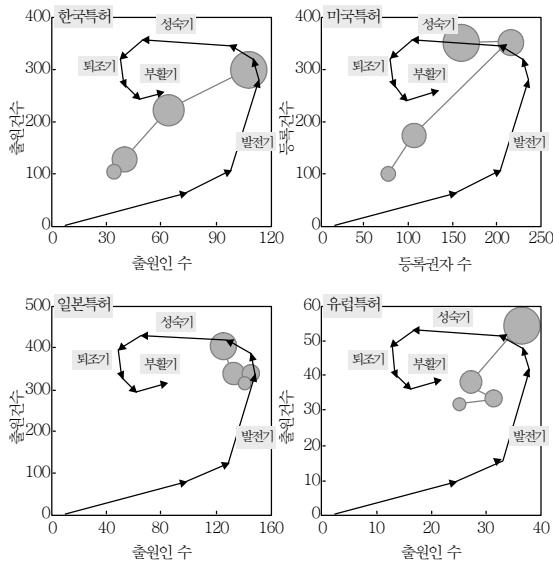 한국특허
성숙기
퇴조기
부활기
발전기
출원건수
400
300
200
100
0
0
30
60
90
120
출원인 수
미국특허
성숙기
퇴조기
부활기
발전기
등록건수
400
300
200
100
0
0
50
100
150
200
250
등록권자 수
일본특허
성숙기
퇴조기
부활기
발전기
출원건수
500
400
300
200
100
0
0
40
80
120
160
출원인 수
유럽특허
성숙기
퇴조기
부활기
발전기
출원건수
60
50
40
30
20
10
0
0
10
20
30
40
출원인 수